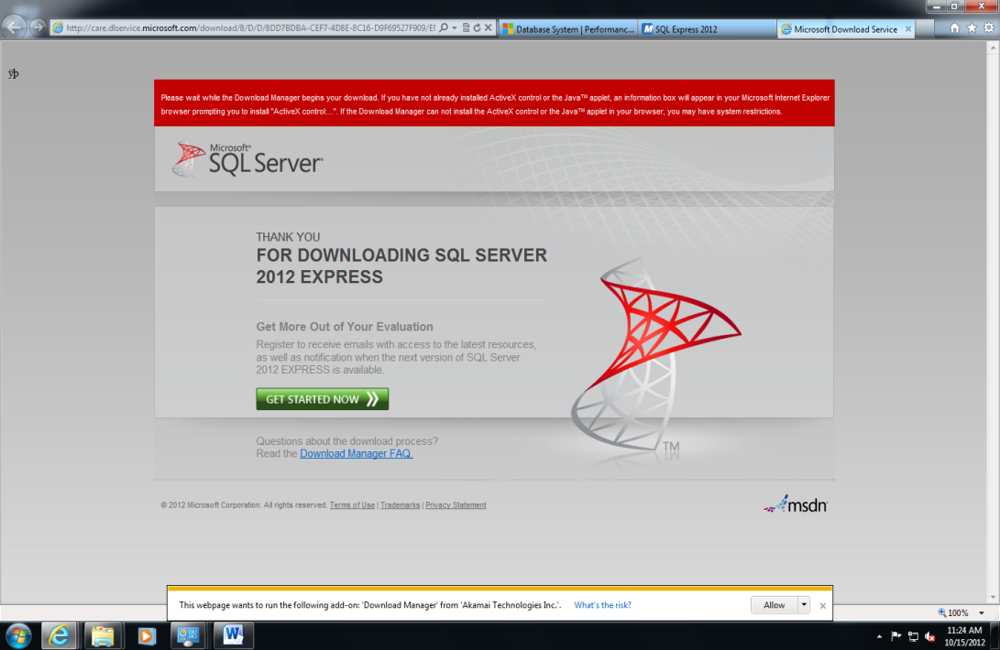 http://care.dlservice.microsoft.com/download/8/D/D/8DD7BDBA-CEF7-4D8E-8C16-D9F69527F909/EI
Database System | Performanc...
SQL Express 2012
Microsoft Download Service
ÿþ
Please wait while the Download Manager begins your download. If you have not already installed ActiveX control or the Java™ applet, an information box will appear in your Microsoft Internet Explorer
browser prompting you to install "ActiveX control:...". If the Download Manager can not install the ActiveX control or the Java™ applet in your browser, you may have system restrictions.
Microsoft®
SQL Server®
THANK YOU
FOR DOWNLOADING SQL SERVER
2012 EXPRESS
Get More Out of Your Evaluation
Register to receive emails with access to the latest resources,
as well as notification when the next version of SQL Server
2012 EXPRESS is available.
GET STARTED NOW
TM
Questions about the download process?
Read the Download Manager FAQ.
© 2012 Microsoft Corporation. All rights reserved. Terms of Use | Trademarks | Privacy Statement
msdn
This webpage wants to run the following add-on: 'Download Manager' from 'Akamai Technologies Inc.'. What's the risk?
Allow
100%
11:24 AM
10/15/2012